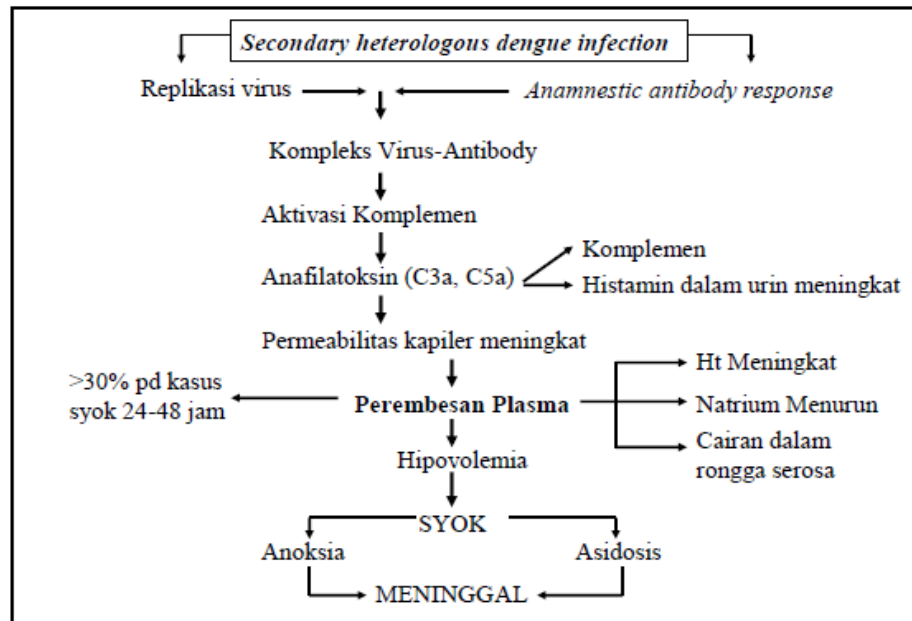 Secondary heterologous dengue infection
Replikasi virus
Anamnestic antibody response
Kompleks Virus-Antibody
Aktivasi Komplemen
Anafilatoksin (C3a, C5a)
Komplemen
Histamin dalam urin meningkat
Permeabilitas kapiler meningkat
>30% pd kasus
syok 24-48 jam
Perembesan Plasma
Ht Meningkat
Natrium Menurun
Cairan dalam
rongga serosa
Hipovolemia
SYOK
Anoksia
Asidosis
MENINGGAL